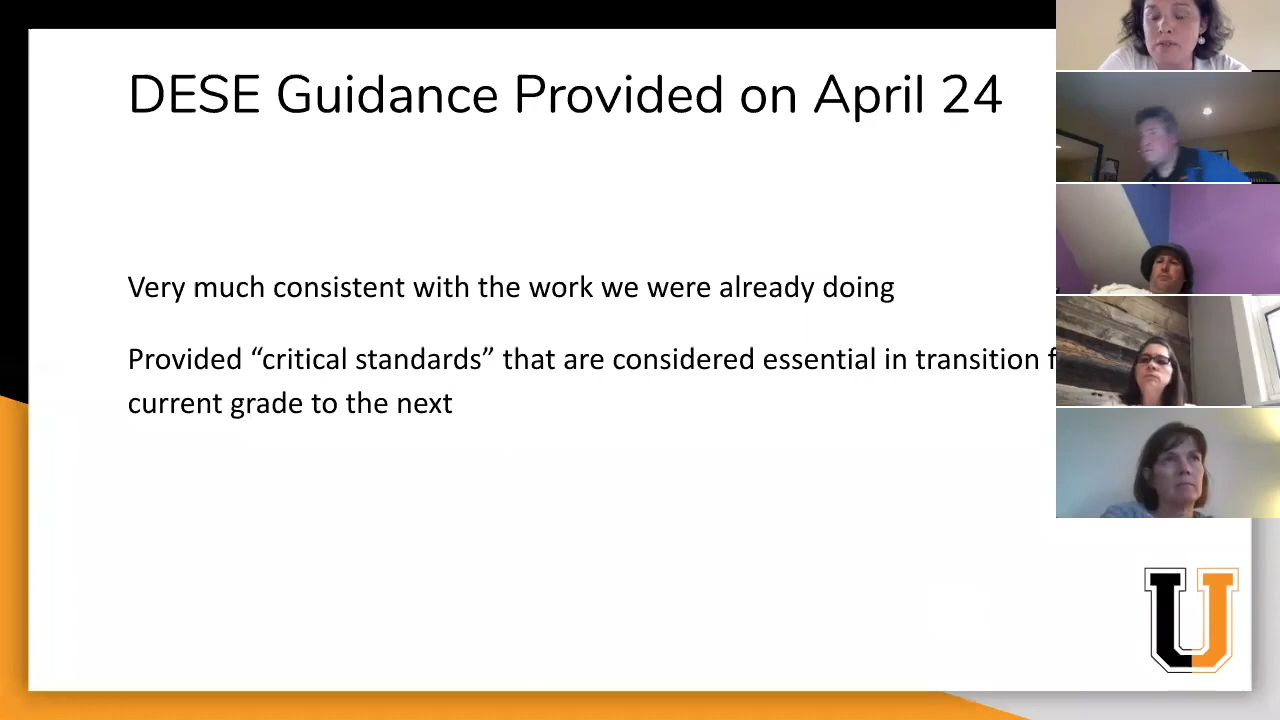 DESE Guidance Provided on April 24
Very much consistent with the work we were already doing
Provided “critical standards” that are considered essential in transition
current grade to the next
U